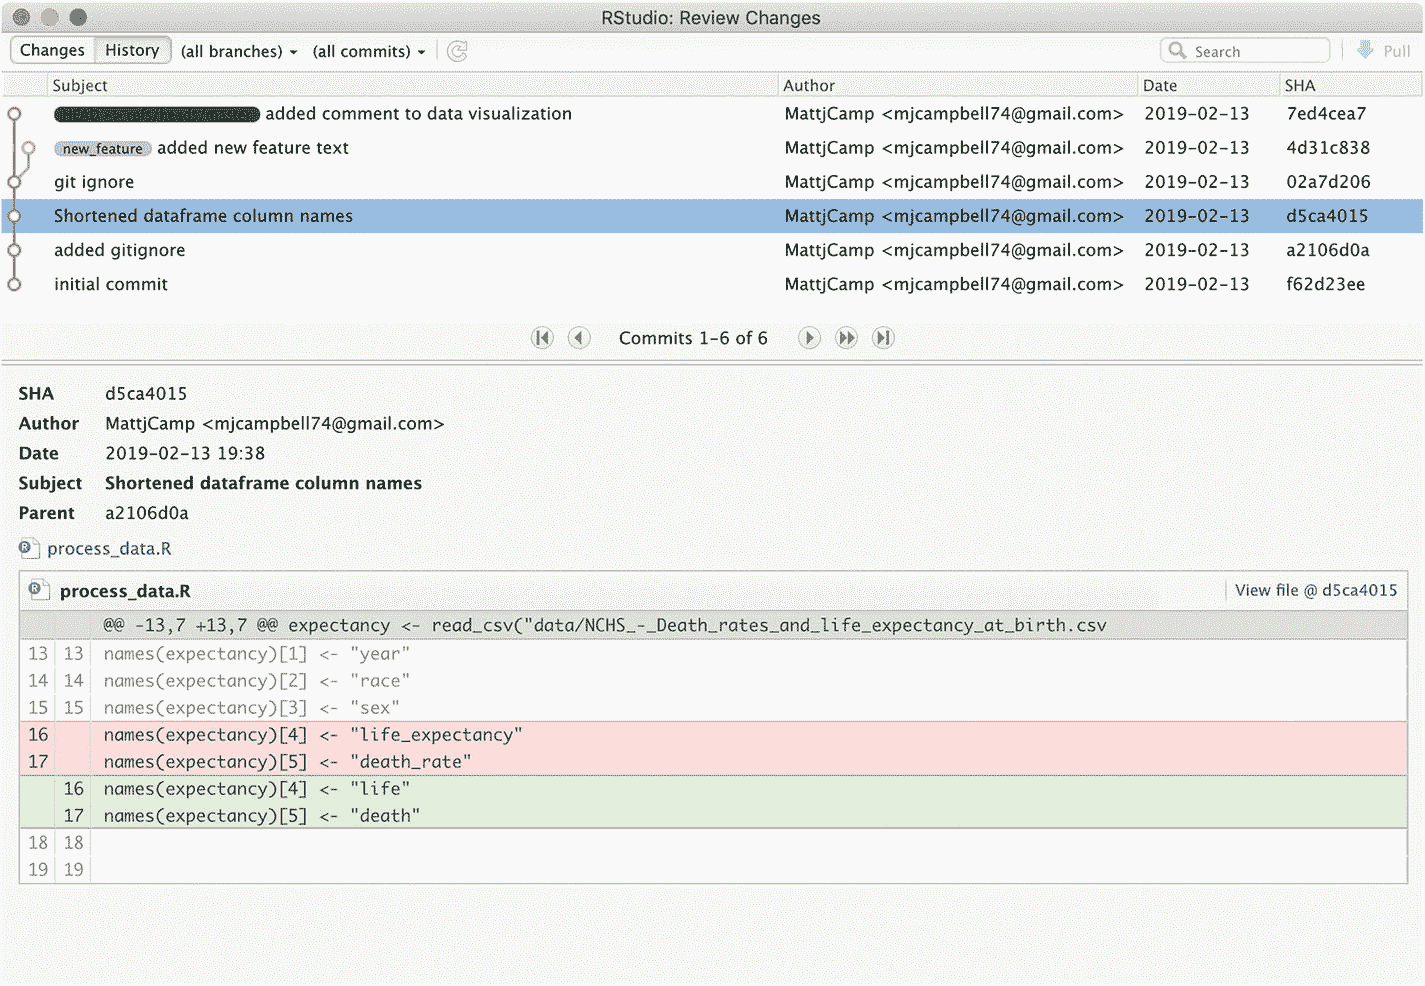 RStudio: Review Changes
Changes History (all branches) (all commits) Search Pull
Subject Author Date SHA
added comment to data visualization MattjCamp <mjcampbell74@gmail.com> 2019-02-13 7ed4cea7
new_feature added new feature text MattjCamp <mjcampbell74@gmail.com> 2019-02-13 4d31c838
git ignore MattjCamp <mjcampbell74@gmail.com> 2019-02-13 02a7d206
Shortened dataframe column names MattjCamp <mjcampbell74@gmail.com> 2019-02-13 d5ca4015
added gitignore MattjCamp <mjcampbell74@gmail.com> 2019-02-13 a2106d0a
initial commit MattjCamp <mjcampbell74@gmail.com> 2019-02-13 f62d23ee
Commits 1-6 of 6
SHA d5ca4015
Author MattjCamp <mjcampbell74@gmail.com>
Date 2019-02-13 19:38
Subject Shortened dataframe column names
Parent a2106d0a
process_data.R
process_data.R View file @ d5ca4015
@@ -13,7 +13,7 @@ expectancy <- read_csv("data/NCHS_-_Death_rates_and_life_expectancy_at_birth.csv
13 13 names(expectancy)[1] <- "year"
14 14 names(expectancy)[2] <- "race"
15 15 names(expectancy)[3] <- "sex"
16 names(expectancy)[4] <- "life_expectancy"
17 names(expectancy)[5] <- "death_rate"
16 names(expectancy)[4] <- "life"
17 names(expectancy)[5] <- "death"
18 18
19 19